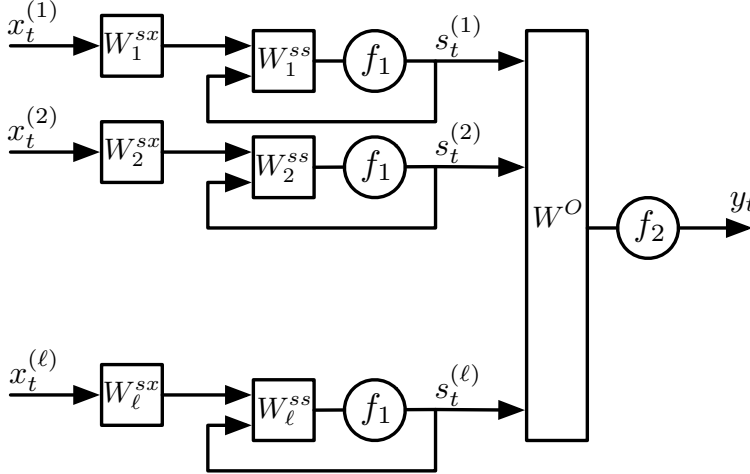 x_t^{(1)} W_1^{sx} W_1^{ss} f_1 s_t^{(1)}
x_t^{(2)} W_2^{sx} W_2^{ss} f_1 s_t^{(2)}
W^O f_2 y_t
x_t^{(ℓ)} W_ℓ^{sx} W_ℓ^{ss} f_1 s_t^{(ℓ)}